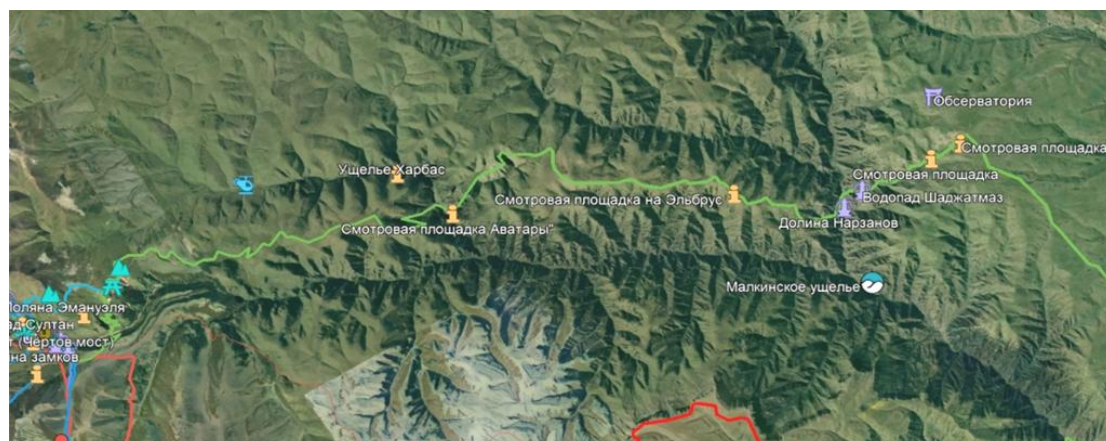 Обсерватория
Смотровая площадка
Ущелье Харбас
Смотровая площадка
Смотровая площадка на Эльбрус
Водопад Шаджатмаз
Долина Нарзанов
Смотровая площадка Аватары"
Малкинское ущелье
Поляна Эмануэля
ад Султан
т (Чертов мост)
на замков